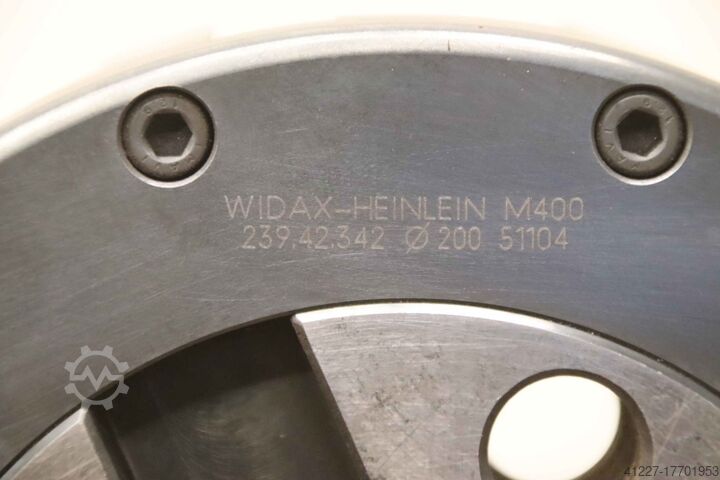 WIDAX-HEINLEIN M400
239.42.342 Ø 200 51104
41227-17701953